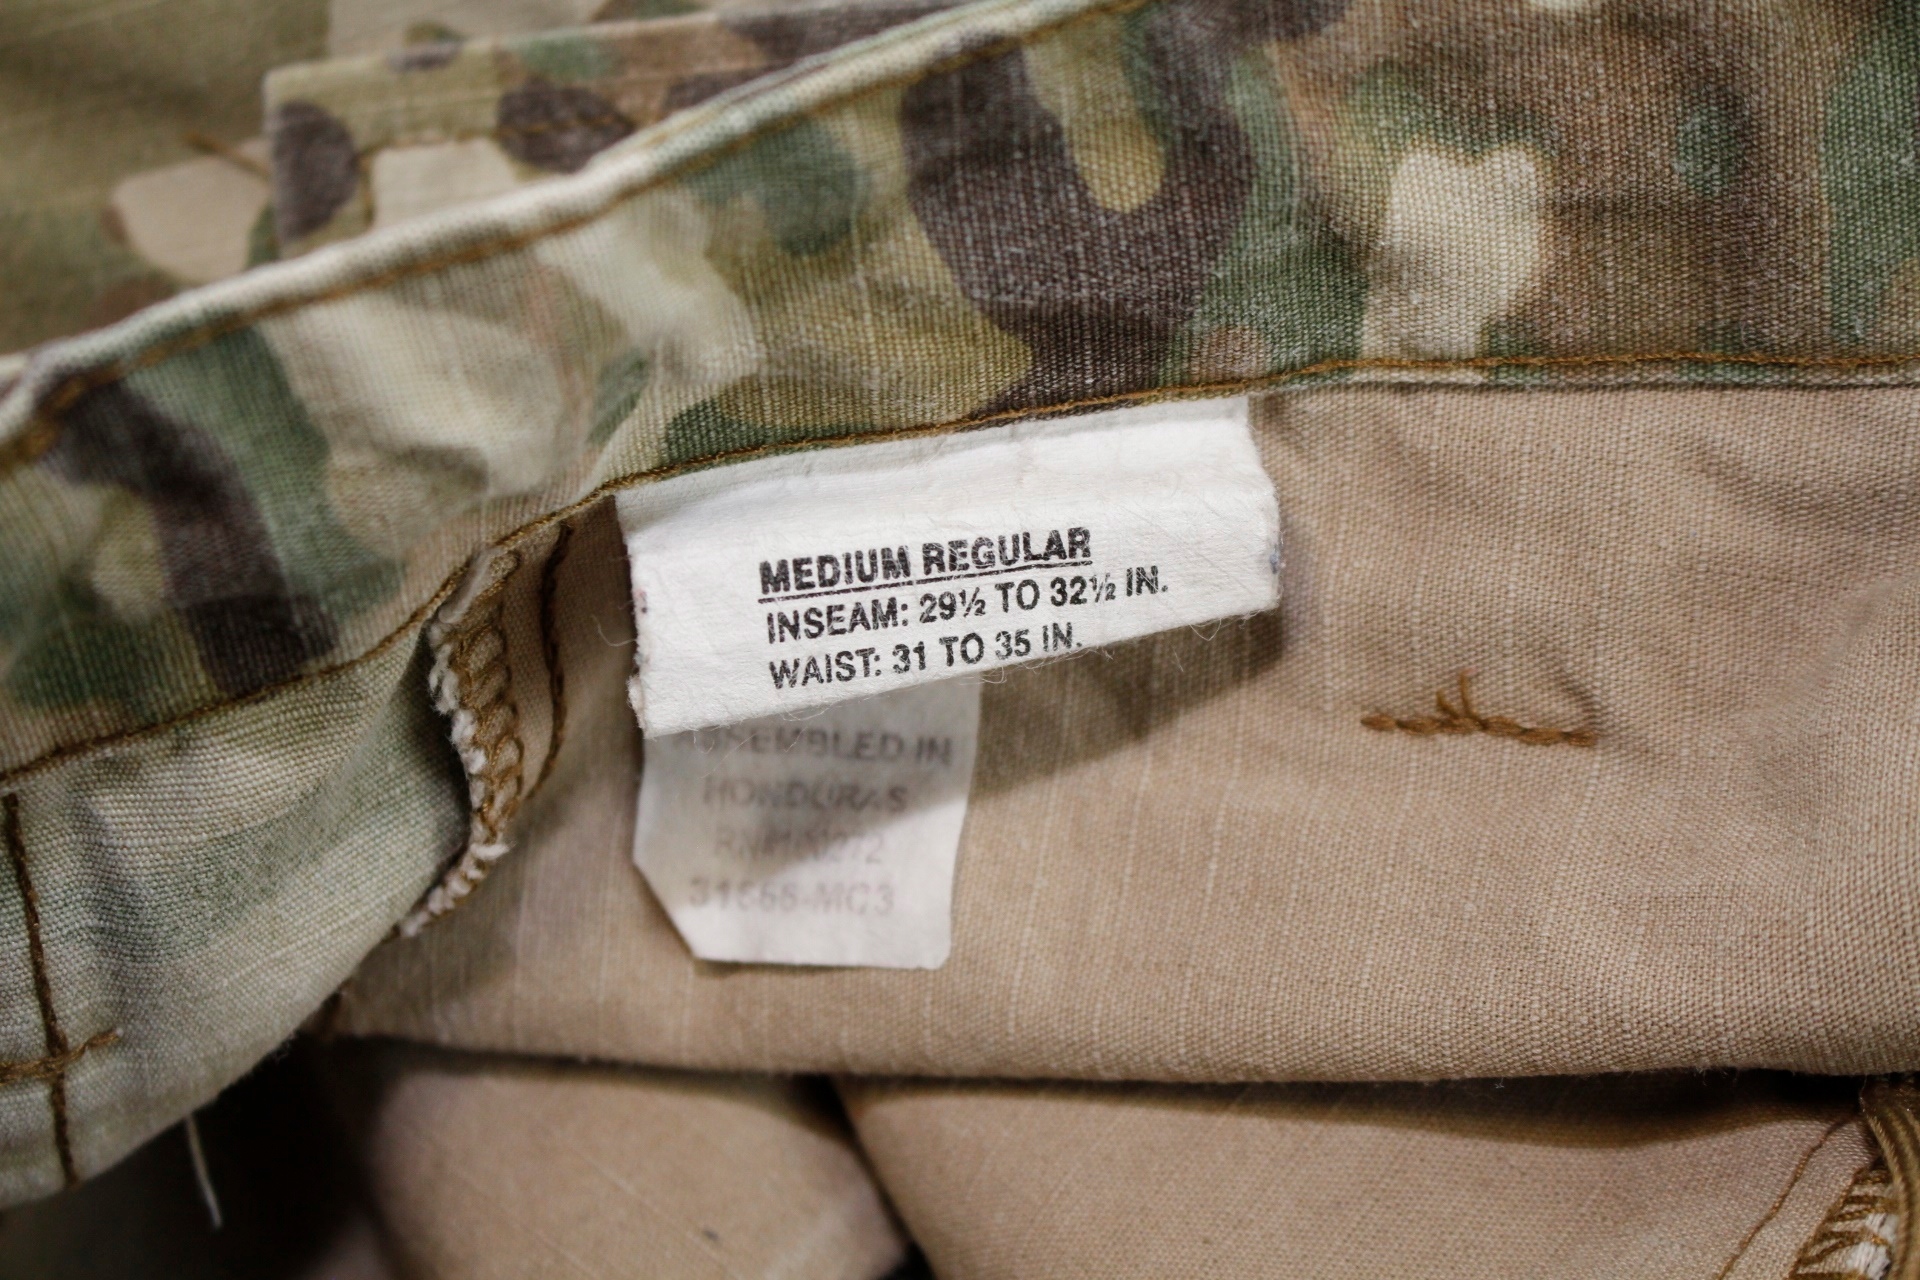 MEDIUM REGULAR
INSEAM: 29½ TO 32½ IN.
WAIST: 31 TO 35 IN.
ASSEMBLED IN
HONDURAS